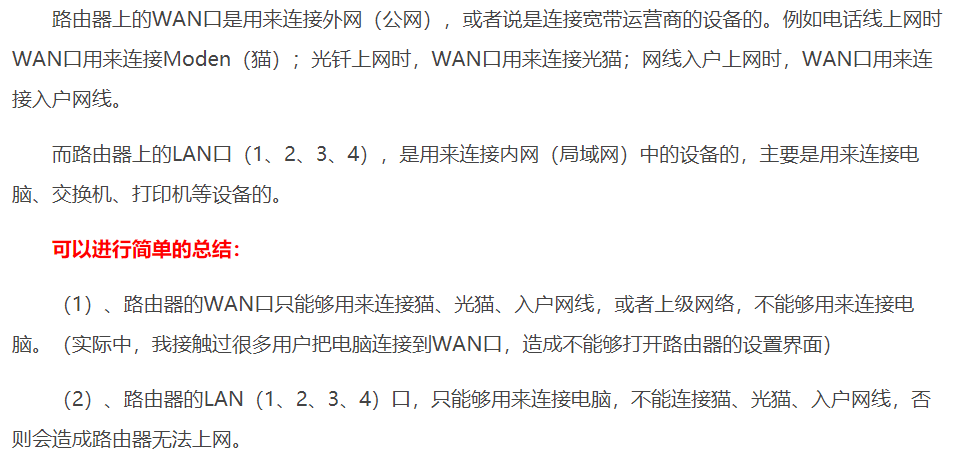 路由器上的WAN口是用来连接外网（公网），或者说是连接宽带运营商的设备的。例如电话线上网时
WAN口用来连接Moden（猫）；光钎上网时，WAN口用来连接光猫；网线入户上网时，WAN口用来连
接入户网线。
而路由器上的LAN口（1、2、3、4），是用来连接内网（局域网）中的设备的，主要是用来连接电
脑、交换机、打印机等设备的。
可以进行简单的总结：
（1）、路由器的WAN口只能够用来连接猫、光猫、入户网线，或者上级网络，不能够用来连接电
脑。（实际中，我接触过很多用户把电脑连接到WAN口，造成不能够打开路由器的设置界面）
（2）、路由器的LAN（1、2、3、4）口，只能够用来连接电脑，不能连接猫、光猫、入户网线，否
则会造成路由器无法上网。